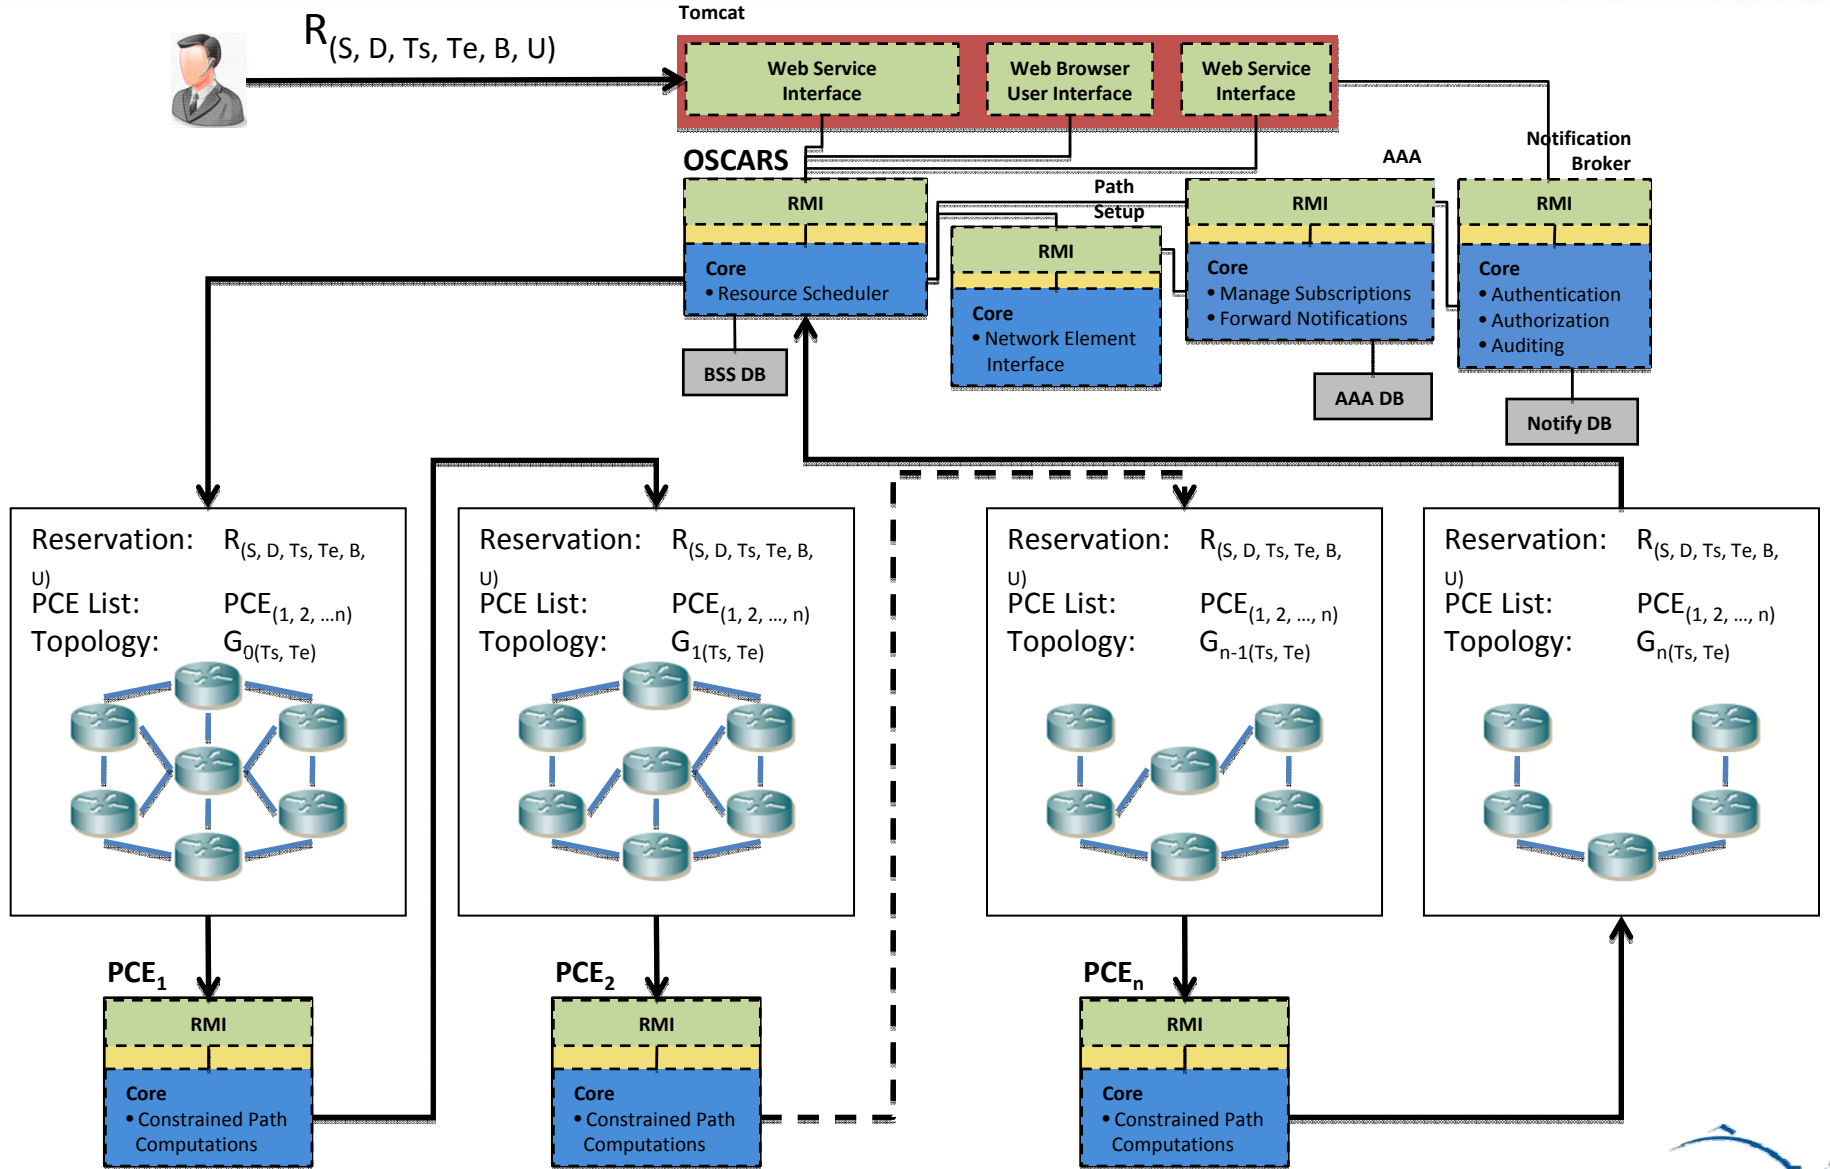 R(S, D, Ts, Te, B, U)
Tomcat
Web Service
Interface
Web Browser
User Interface
Web Service
Interface
OSCARS
RMI
Core
• Resource Scheduler
BSS DB
Path
Setup
RMI
Core
• Network Element
Interface
AAA
RMI
Core
• Manage Subscriptions
• Forward Notifications
AAA DB
Notification
Broker
RMI
Core
• Authentication
• Authorization
• Auditing
Notify DB
Reservation: R(S, D, Ts, Te, B,
U)
PCE List: PCE(1, 2, ...n)
Topology: G0(Ts, Te)
Reservation: R(S, D, Ts, Te, B,
U)
PCE List: PCE(1, 2, ..., n)
Topology: G1(Ts, Te)
Reservation: R(S, D, Ts, Te, B,
U)
PCE List: PCE(1, 2, ..., n)
Topology: Gn-1(Ts, Te)
Reservation: R(S, D, Ts, Te, B,
U)
PCE List: PCE(1, 2, ..., n)
Topology: Gn(Ts, Te)
PCE1
RMI
Core
• Constrained Path
Computations
PCE2
RMI
Core
• Constrained Path
Computations
PCEn
RMI
Core
• Constrained Path
Computations